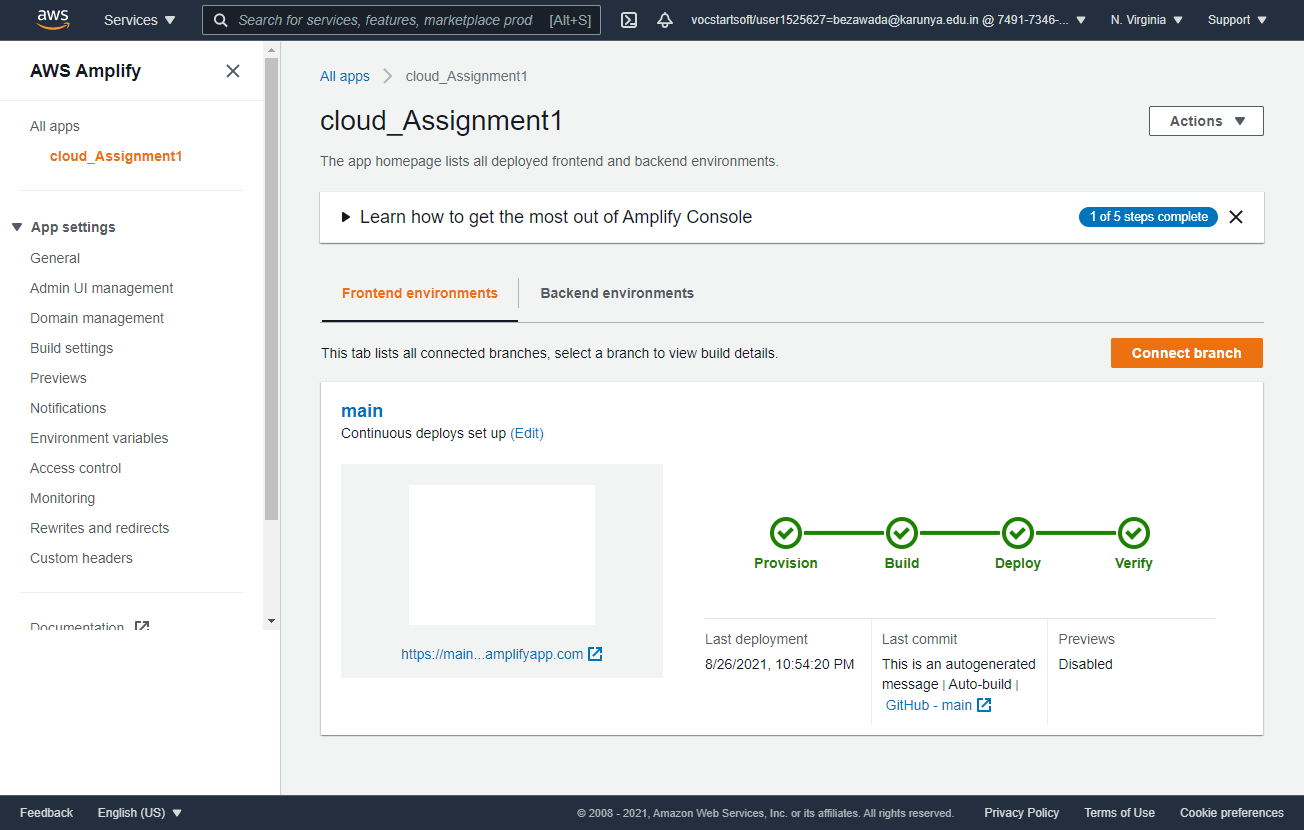 aws Services Search for services, features, marketplace prod [Alt+S] vocstartsoft/user1525627=bezawada@karunya.edu.in @ 7491-7346-... N. Virginia Support
AWS Amplify
All apps
cloud_Assignment1
App settings
General
Admin UI management
Domain management
Build settings
Previews
Notifications
Environment variables
Access control
Monitoring
Rewrites and redirects
Custom headers
Documentation
All apps cloud_Assignment1
cloud_Assignment1
Actions
The app homepage lists all deployed frontend and backend environments.
Learn how to get the most out of Amplify Console 1 of 5 steps complete
Frontend environments Backend environments
This tab lists all connected branches, select a branch to view build details.
Connect branch
main
Continuous deploys set up (Edit)
https://main...amplifyapp.com
Provision Build Deploy Verify
Last deployment
8/26/2021, 10:54:20 PM
Last commit
This is an autogenerated
message | Auto-build |
GitHub - main
Previews
Disabled
Feedback English (US) © 2008 - 2021, Amazon Web Services, Inc. or its affiliates. All rights reserved. Privacy Policy Terms of Use Cookie preferences